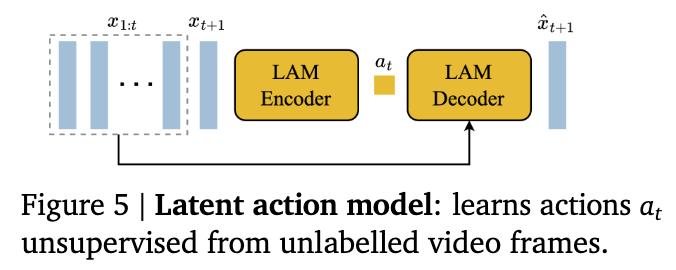 x_{1:t} x_{t+1} x̂_{t+1}
a_t
LAM
Encoder
LAM
Decoder
...
Figure 5 | Latent action model: learns actions a_t
unsupervised from unlabelled video frames.